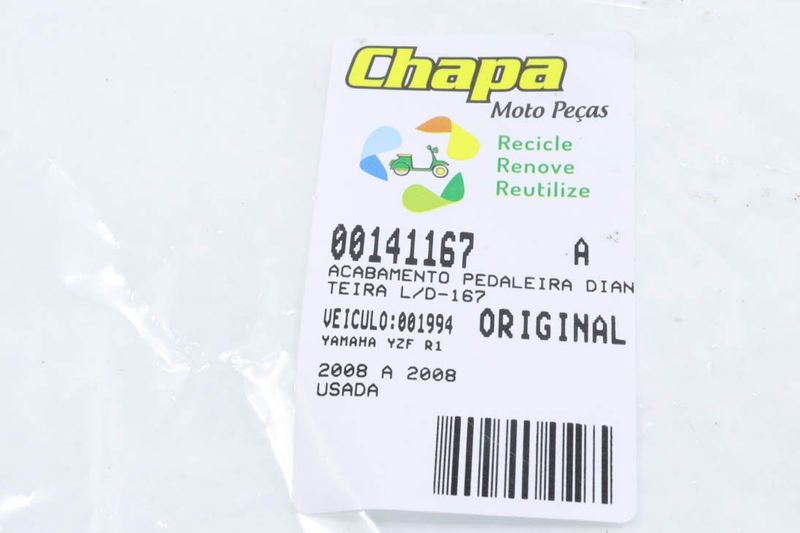 Chapa
Moto Peças
Recicle
Renove
Reutilize
00141167 A
ACABAMENTO PEDALEIRA DIAN
TEIRA L/D-167
VEICULO:001994 ORIGINAL
YAMAHA YZF R1
2008 A 2008
USADA